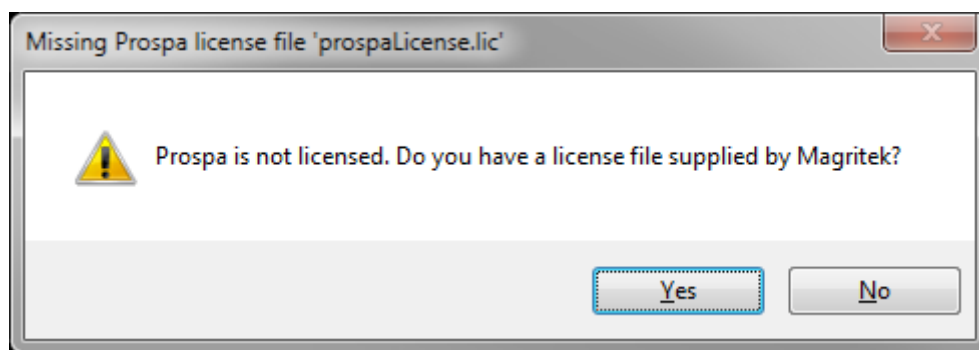 Missing Prospa license file 'prospaLicense.lic'
Prospa is not licensed. Do you have a license file supplied by Magritek?
Yes
No